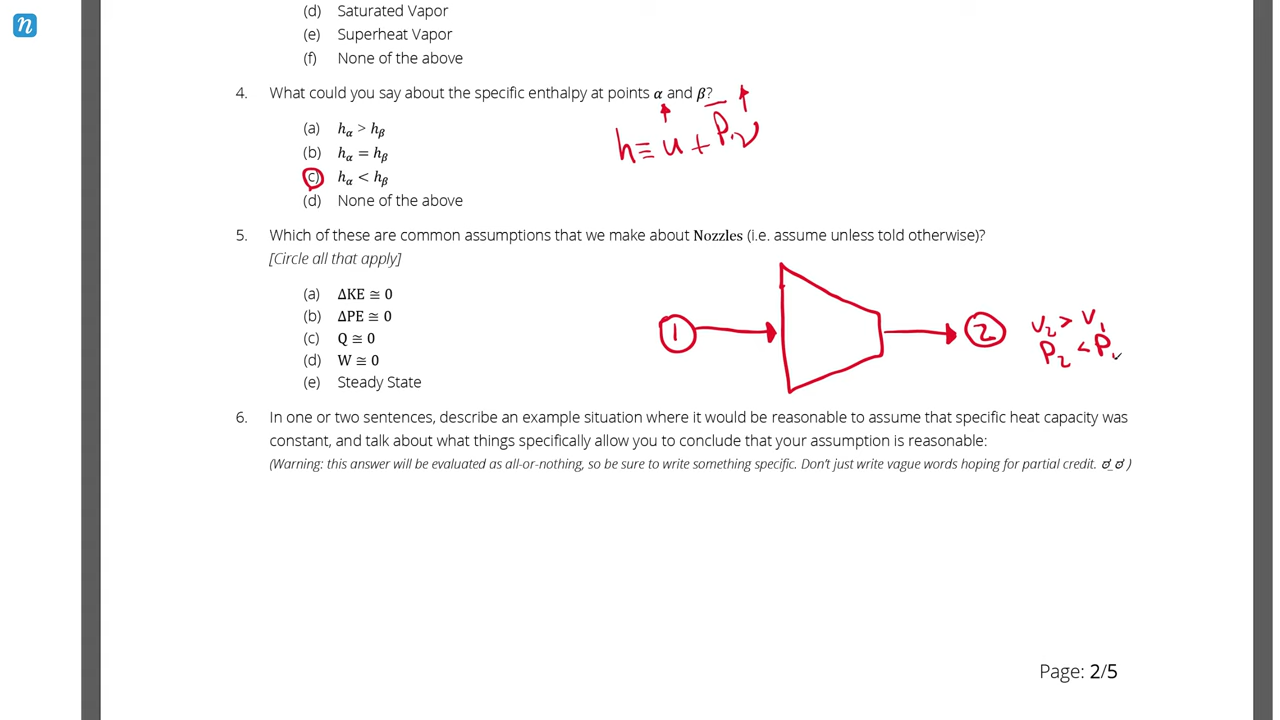 n
(d) Saturated Vapor
(e) Superheat Vapor
(f) None of the above
4. What could you say about the specific enthalpy at points α and β?
(a) hα > hβ
(b) hα = hβ
(c) hα < hβ
(d) None of the above
h ≡ u + Pν
5. Which of these are common assumptions that we make about Nozzles (i.e. assume unless told otherwise)?
[Circle all that apply]
(a) ΔKE ≅ 0
(b) ΔPE ≅ 0
(c) Q ≅ 0
(d) W ≅ 0
(e) Steady State
1
2
V₂ > V₁
P₂ < P
6. In one or two sentences, describe an example situation where it would be reasonable to assume that specific heat capacity was
constant, and talk about what things specifically allow you to conclude that your assumption is reasonable:
(Warning: this answer will be evaluated as all-or-nothing, so be sure to write something specific. Don't just write vague words hoping for partial credit. ಠ_ಠ )
Page: 2/5